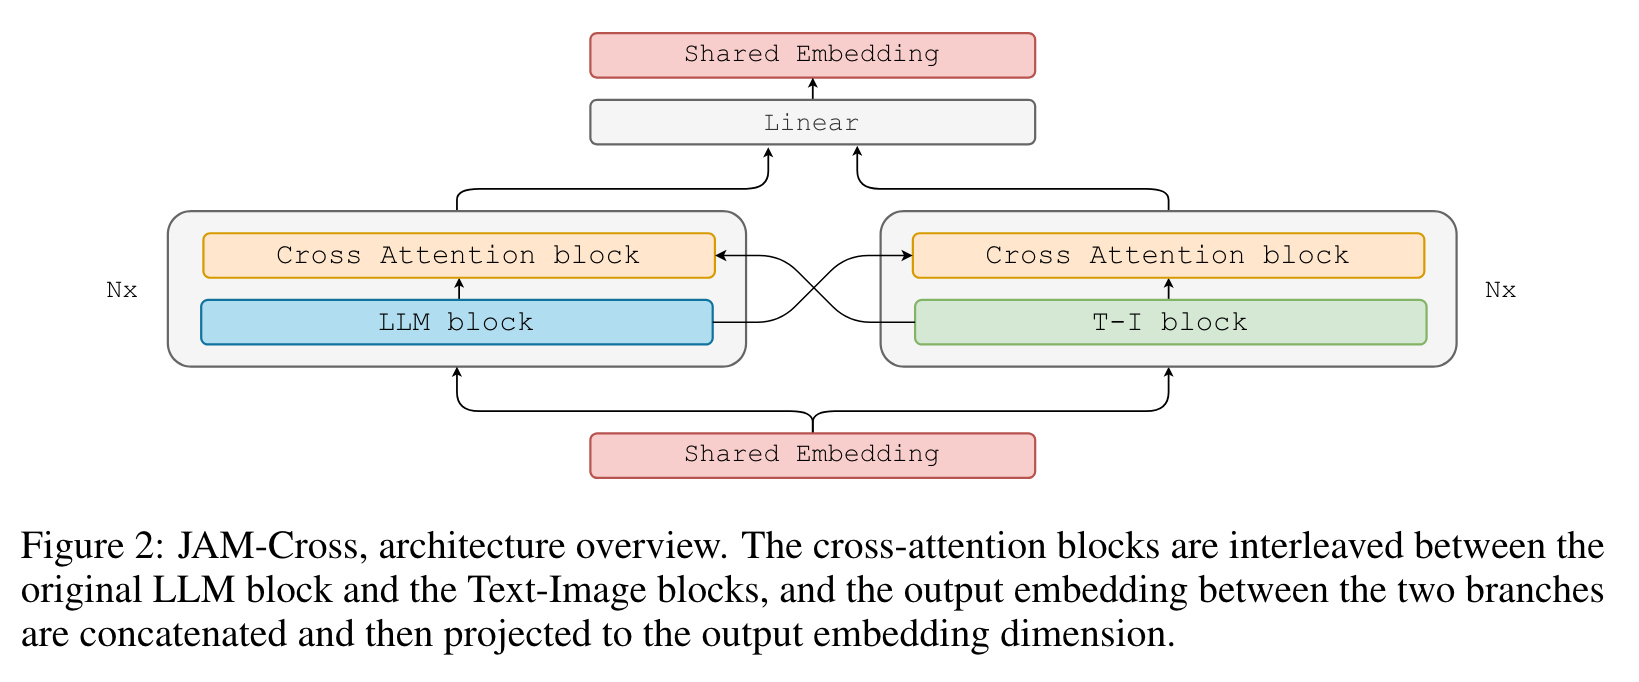 Shared Embedding
Linear
Cross Attention block
Cross Attention block
Nx
Nx
LLM block
T-I block
Shared Embedding
Figure 2: JAM-Cross, architecture overview. The cross-attention blocks are interleaved between the
original LLM block and the Text-Image blocks, and the output embedding between the two branches
are concatenated and then projected to the output embedding dimension.